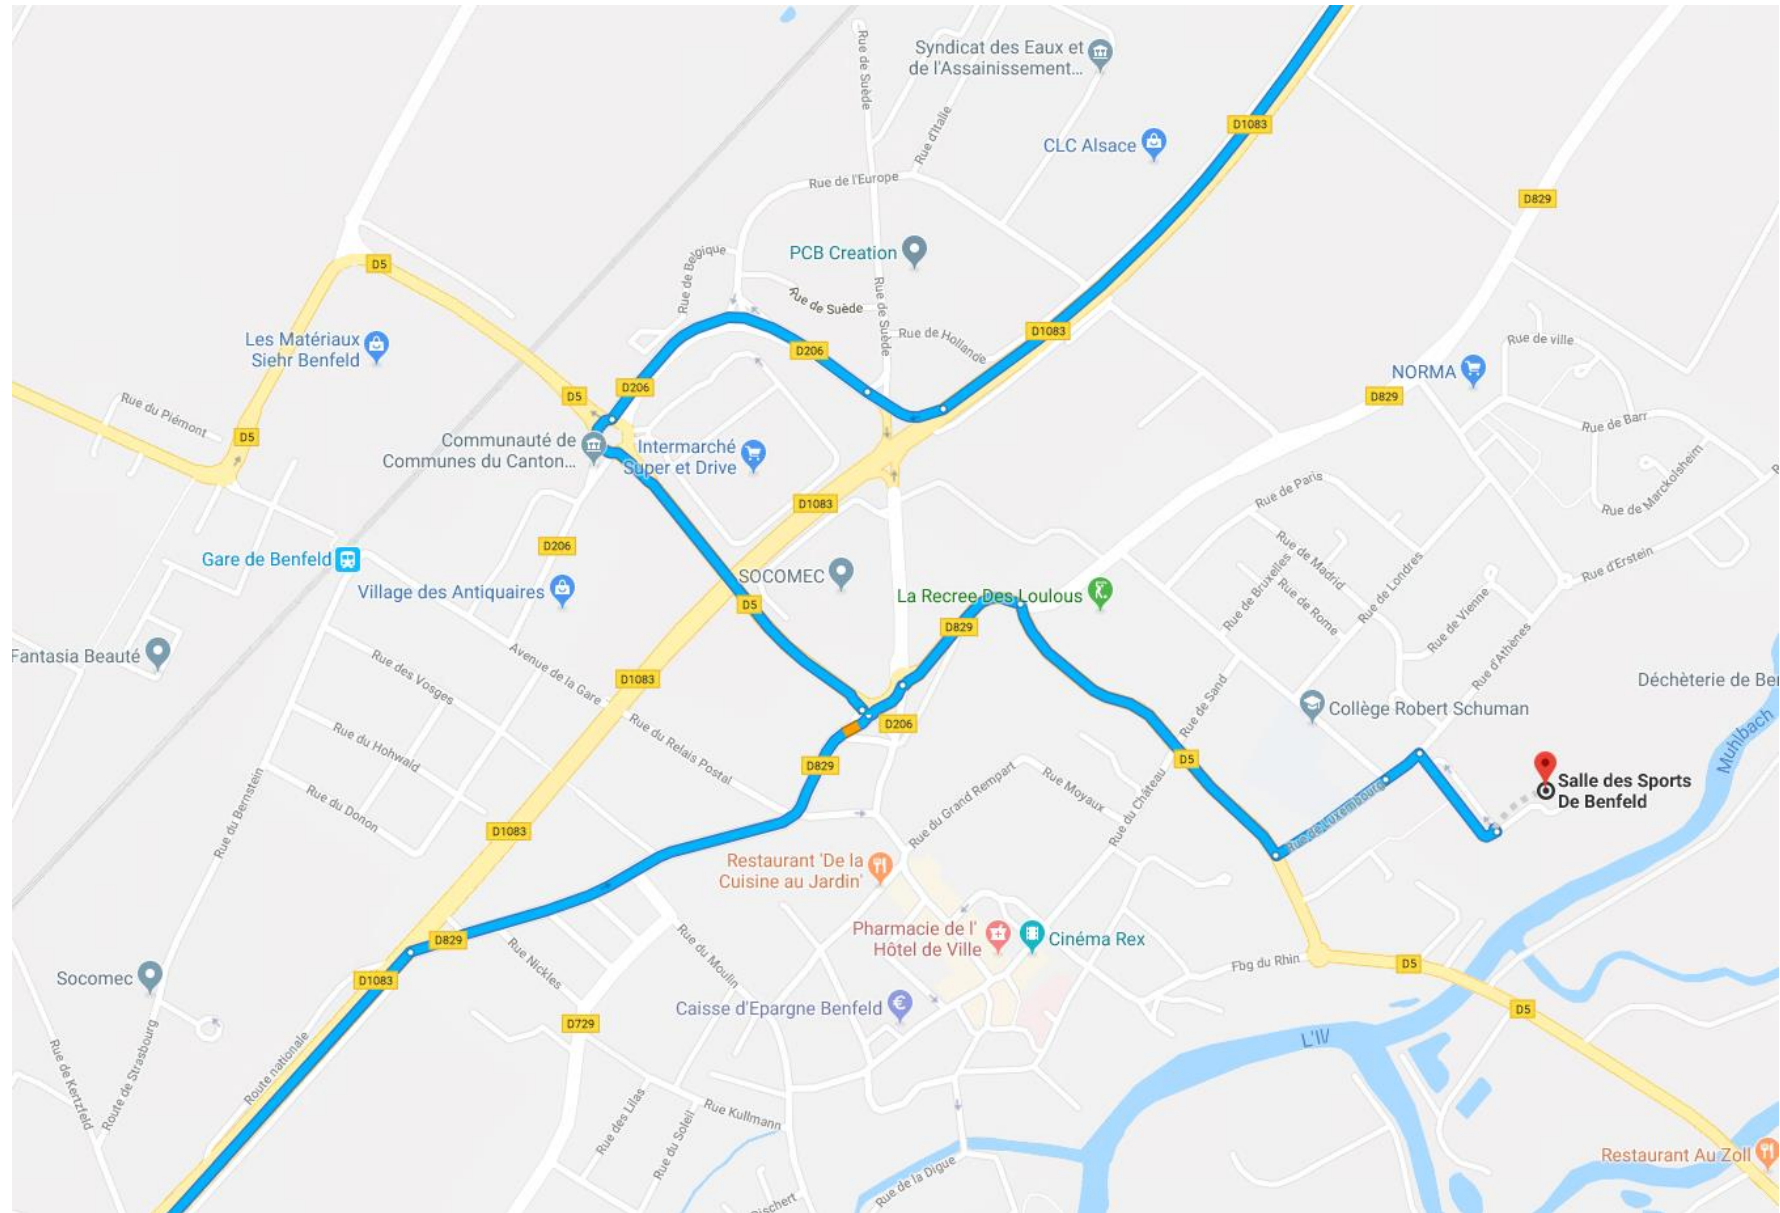 Syndicat des Eaux et
de l'Assainissement...
Rue de Suède
Rue d'Italie
D1083
CLC Alsace
Rue de l'Europe
D829
PCB Creation
Rue de Belgique
D5
Rue de Suède
Rue de Suède
Rue de Hollande
D1083
Les Matériaux
Siehr Benfeld
D206
Rue de ville
NORMA
D206
D5
D829
Rue du Piémont
D5
Rue de Barr
Communauté de
Communes du Canton...
Intermarché
Super et Drive
Rue de Marckolsheim
Rue de Paris
D1083
D206
Gare de Benfeld
Rue de Madrid
Rue d'Erstein
Rue de Bruxelles
Rue de Londres
SOCOMEC
Village des Antiquaires
La Recree Des Loulous
D5
Rue de Rome
Rue de Vienne
D829
Fantasia Beauté
Rue des Vosges
Avenue de la Gare
Rue d'Athènes
D1083
Rue de Sand
Déchèterie de Ben
Collège Robert Schuman
D206
Rue du Hohwald
Rue du Relais Postal
Muhlbach
D829
D5
Rue du Grand Rempart
Rue Moyaux
Rue du Château
Salle des Sports
De Benfeld
Rue du Donon
Rue du Bernstein
D1083
Rue de Luxembourg
Restaurant 'De la
Cuisine au Jardin'
D829
Rue Nickles
Rue du Moulin
Pharmacie de l'
Hôtel de Ville
Cinéma Rex
Fbg du Rhin
D5
Socomec
D1083
Caisse d'Epargne Benfeld
D5
D729
L'Ill
Rue de Kertzfeld
Route de Strasbourg
Route nationale
Rue des Lilas
Rue du Soleil
Rue Kullmann
Rue de la Digue
Restaurant Au Zoll